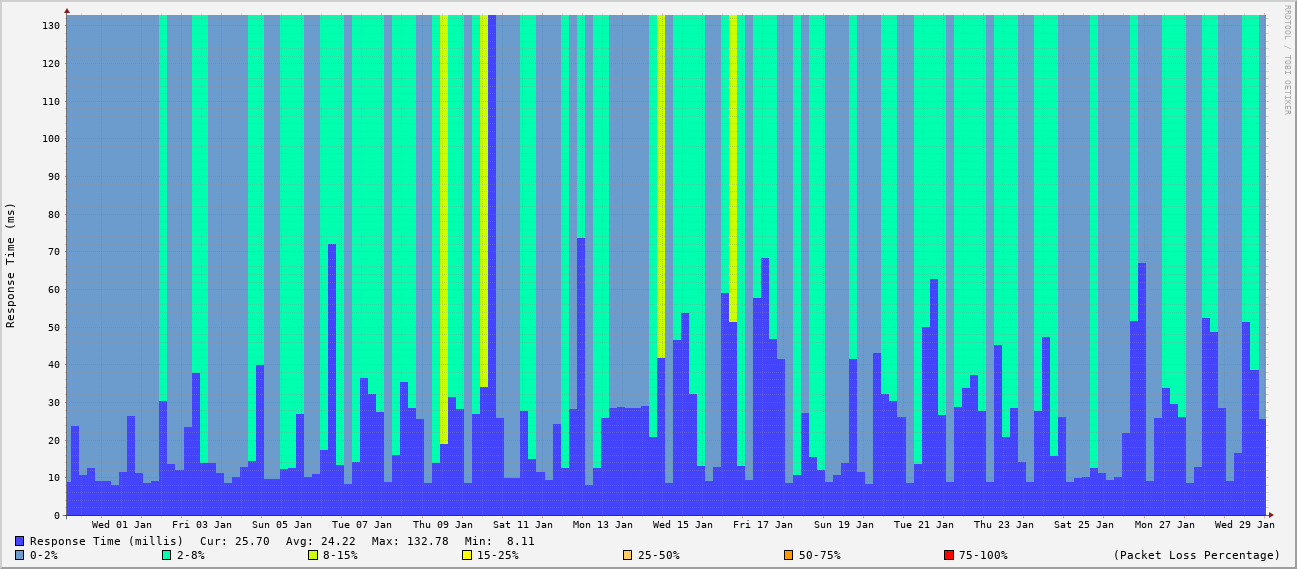 RRDTOOL / TOBI OETIKER
Response Time (ms)
130
120
110
100
90
80
70
60
50
40
30
20
10
0
Wed 01 Jan Fri 03 Jan Sun 05 Jan Tue 07 Jan Thu 09 Jan Sat 11 Jan Mon 13 Jan Wed 15 Jan Fri 17 Jan Sun 19 Jan Tue 21 Jan Thu 23 Jan Sat 25 Jan Mon 27 Jan Wed 29 Jan
Response Time (millis) Cur: 25.70 Avg: 24.22 Max: 132.78 Min: 8.11
0-2% 2-8% 8-15% 15-25% 25-50% 50-75% 75-100% (Packet Loss Percentage)